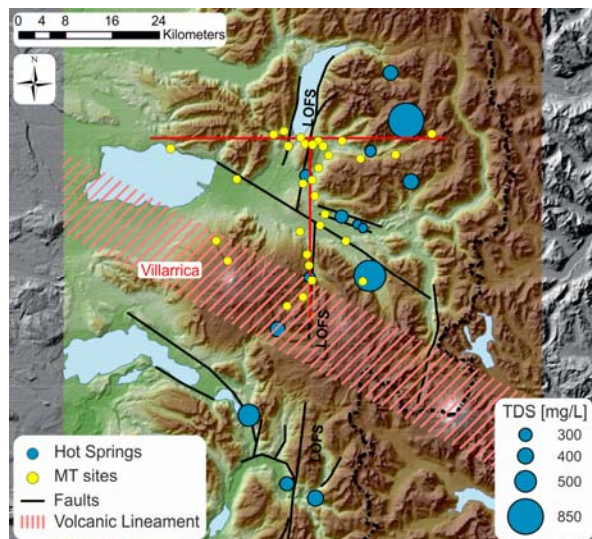 0 4 8 16 24
Kilometers
N
LOFS
Villarrica
LOFS
LOFS
TDS [mg/L]
300
400
500
850
Hot Springs
MT sites
Faults
Volcanic Lineament